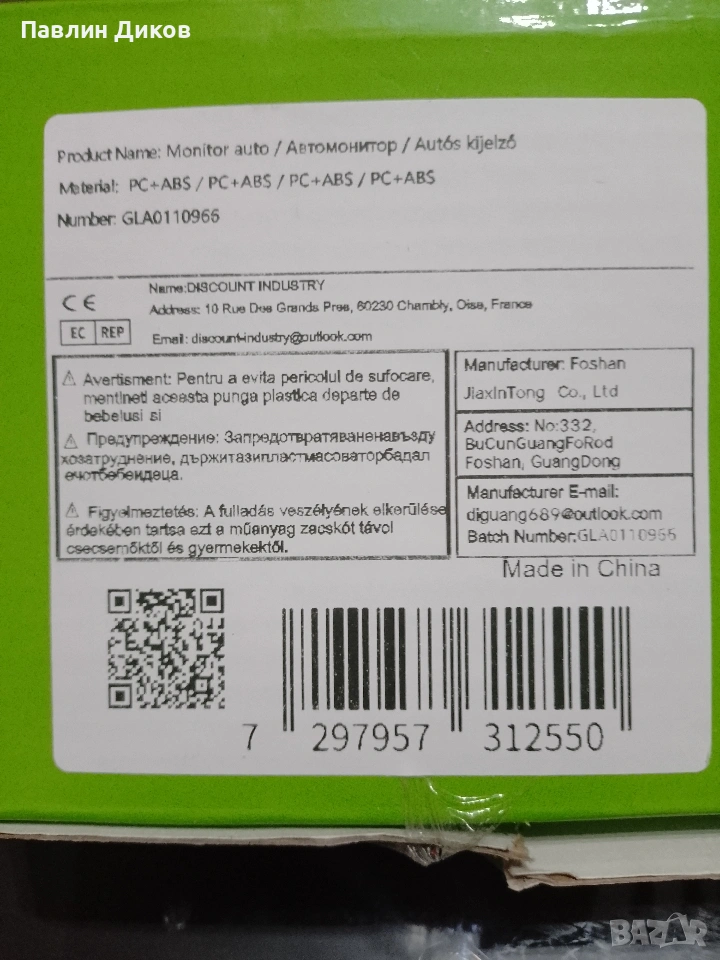 Павлин Диков
Product Name: Monitor auto / Автомонитор / Autós kijelző
Material: PC+ABS / PC+ABS / PC+ABS / PC+ABS
Number: GLA0110966
CE
EC REP
Name:DISCOUNT INDUSTRY
Address: 10 Rue Des Grands Pres, 60230 Chambly, Oise, France
Email: discount-industry@outlook.com
⚠ Avertisment: Pentru a evita pericolul de sufocare,
mentineti aceasta punga plastica departe de
bebelusi si
⚠ Предупреждение: Запредотвратяваненавъзду
хозатруднение, държитазипластмасоваторбадал
ечотбебендеца.
⚠ Figyelmeztetés: A fulladás veszélyének elkerülése
érdekében tartsa ezt a műanyag zacskót távol
csecsemőktől és gyermekektől.
Manufacturer: Foshan
JiaxinTong Co., Ltd
Address: No:332,
BuCunGuangFoRod
Foshan, GuangDong
Manufacturer E-mail:
diguang689@outlook.com
Batch Number:GLA0110966
Made in China
7 297957 312550
BAZAR